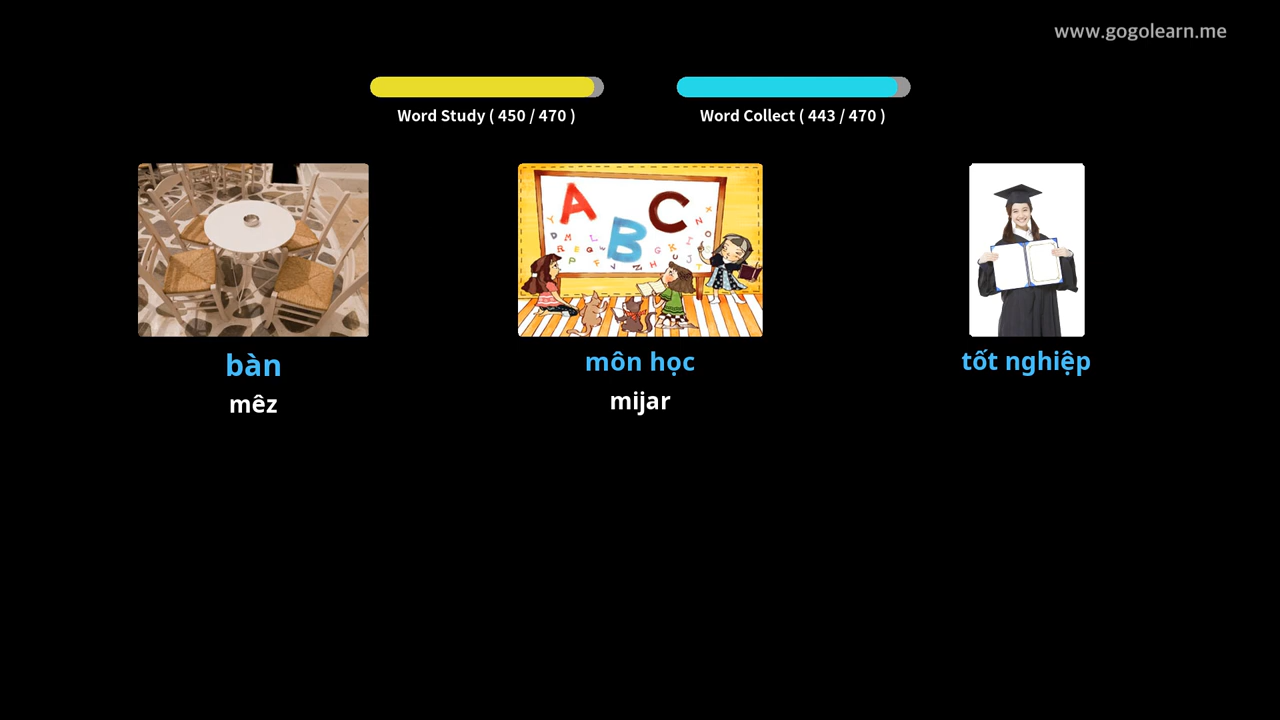 www.gogolearn.me
Word Study ( 450 / 470 )
Word Collect ( 443 / 470 )
A
C
B
bàn
mêz
môn học
mijar
tốt nghiệp